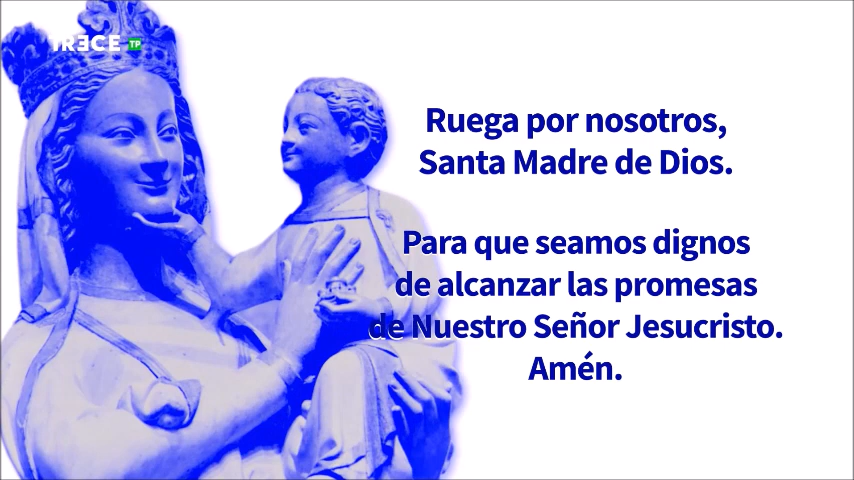 TRECE TP
Ruega por nosotros,
Santa Madre de Dios.
Para que seamos dignos
de alcanzar las promesas
de Nuestro Señor Jesucristo.
Amén.